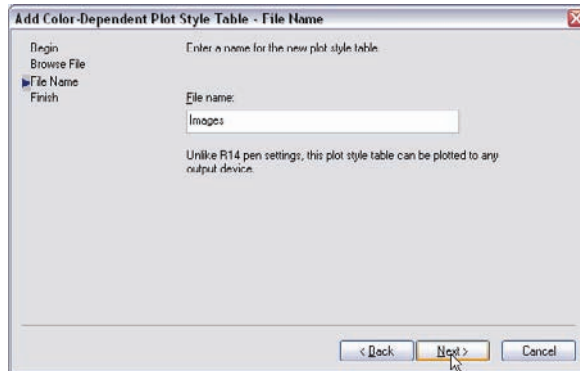 Add Color-Dependent Plot Style Table - File Name
Begin
Browse File
File Name
Finish
Enter a name for the new plot style table.
File name:
Images
Unlike R14 pen settings, this plot style table can be plotted to any
output device.
< Back
Next >
Cancel